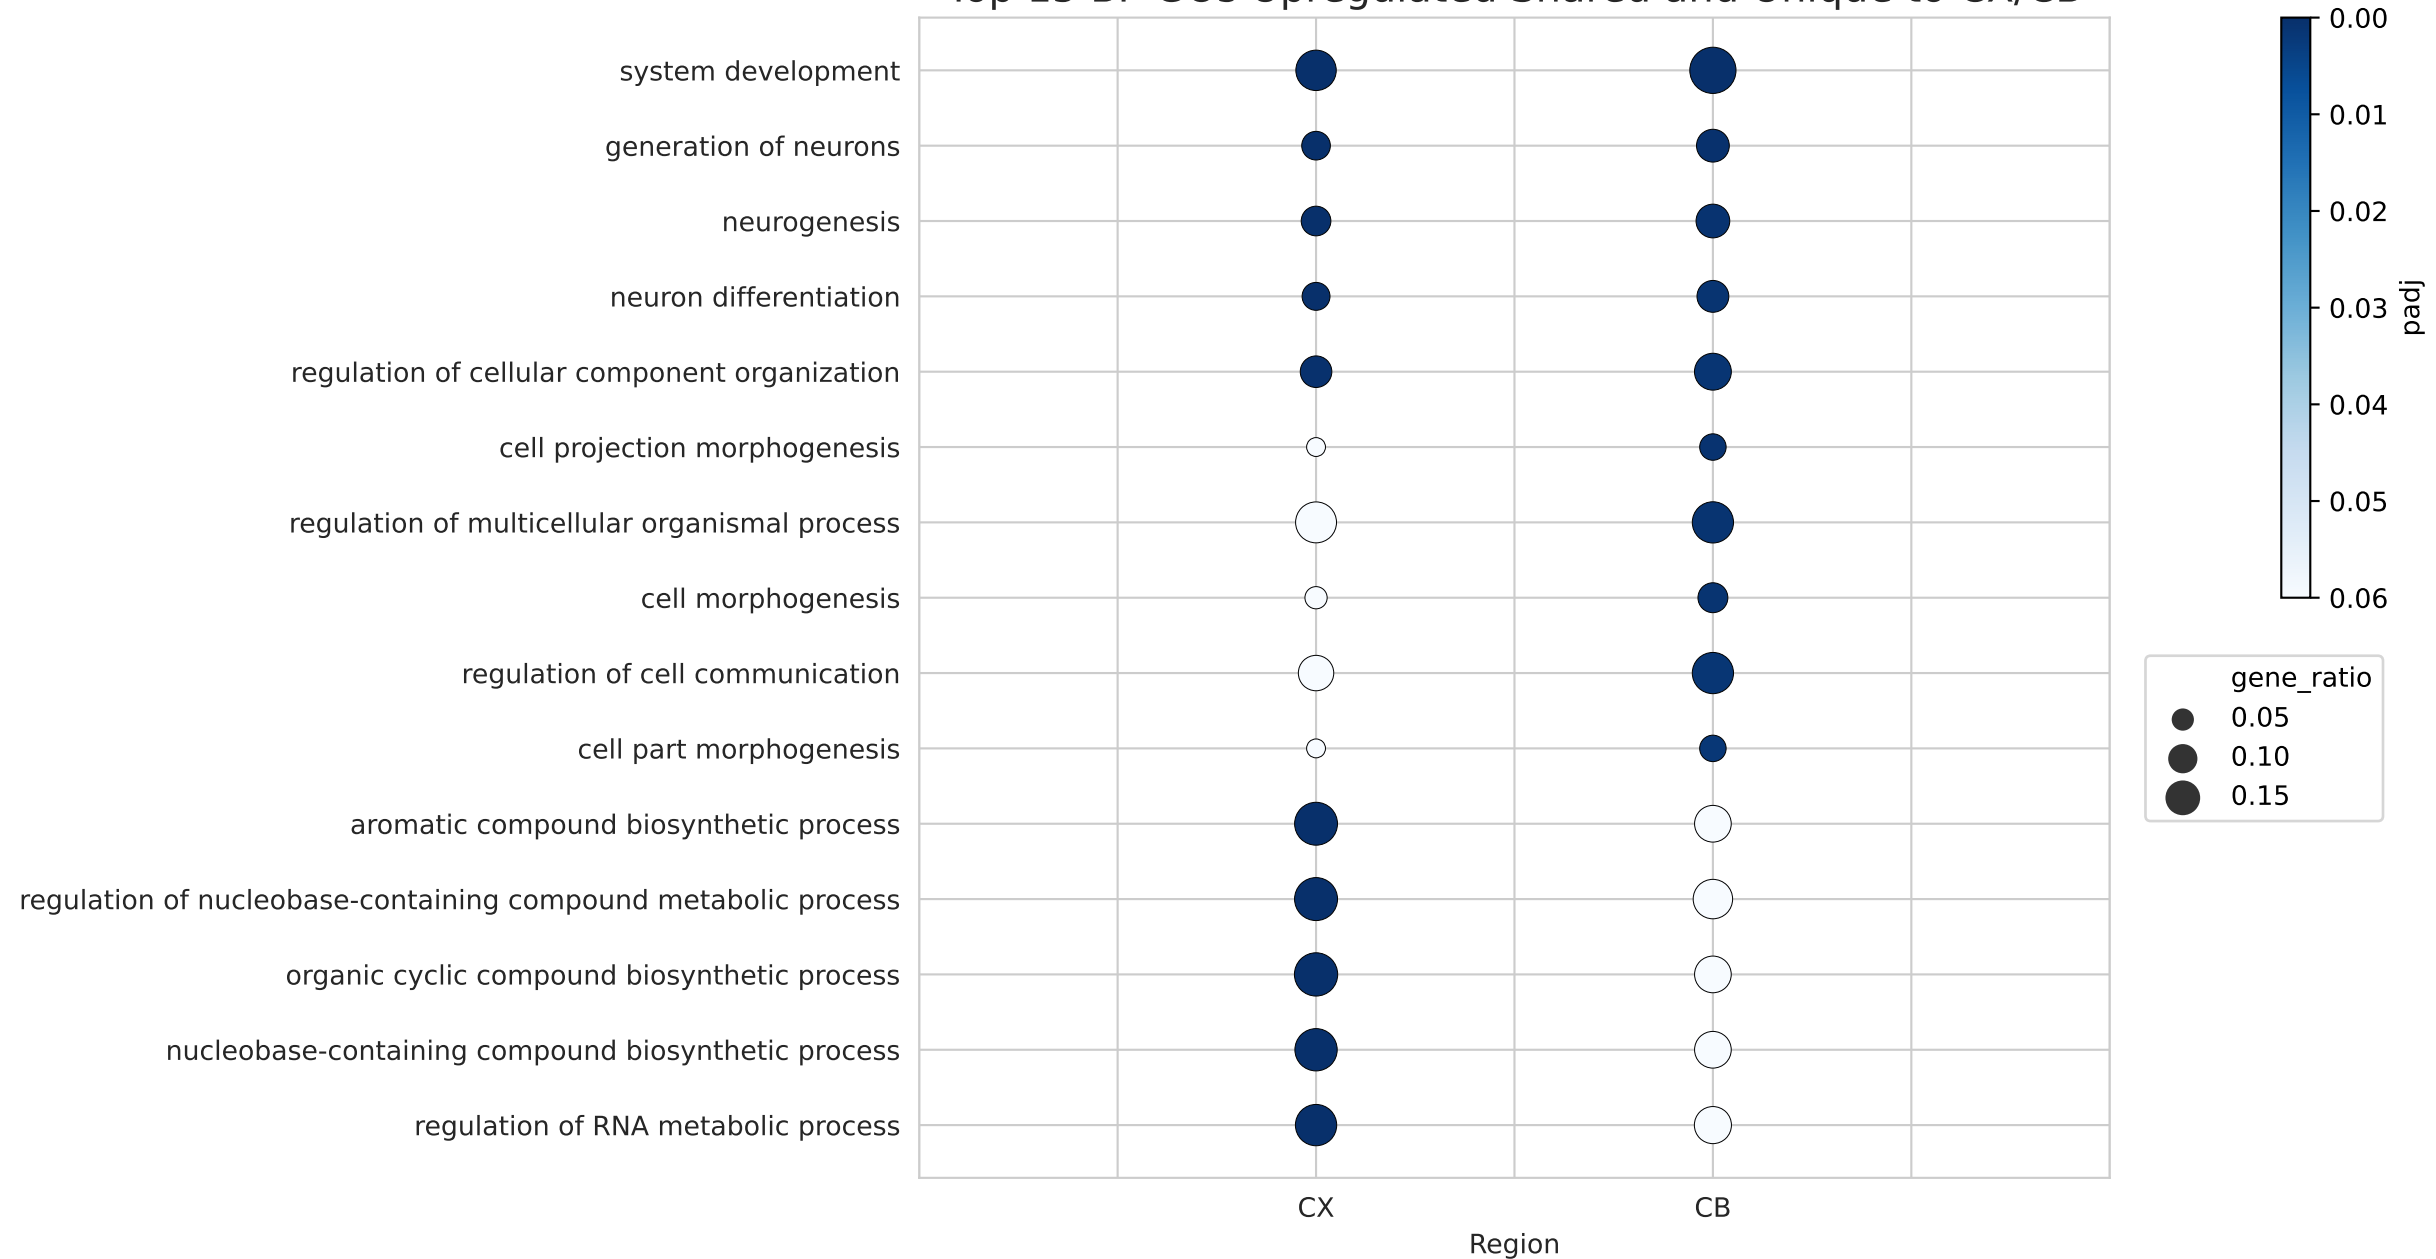 system development
generation of neurons
neurogenesis
neuron differentiation
regulation of cellular component organization
cell projection morphogenesis
regulation of multicellular organismal process
cell morphogenesis
regulation of cell communication
cell part morphogenesis
aromatic compound biosynthetic process
regulation of nucleobase-containing compound metabolic process
organic cyclic compound biosynthetic process
nucleobase-containing compound biosynthetic process
regulation of RNA metabolic process
CX
CB
Region
0.00
0.01
0.02
0.03
0.04
0.05
0.06
padj
gene_ratio
0.05
0.10
0.15